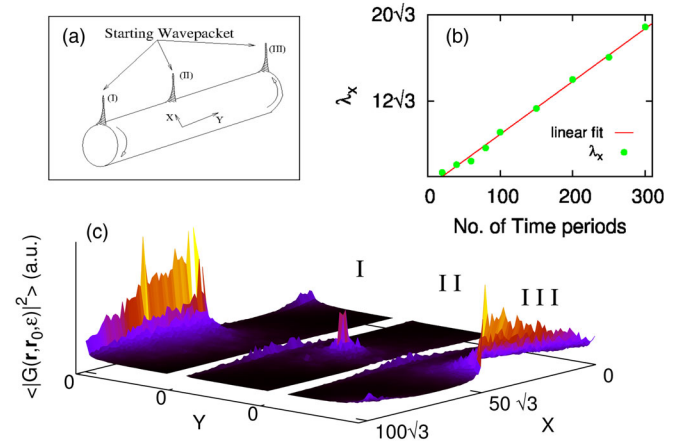 (a)
Starting Wavepacket
(I)
(II)
(III)
X
Y
(b)
20√3
12√3
λx
linear fit
λx
0
100
200
300
No. of Time periods
(c)
<|G(r,r0,ε)|2> (a.u.)
I
II
III
0
0
0
Y
0
50 √3
100√3
X